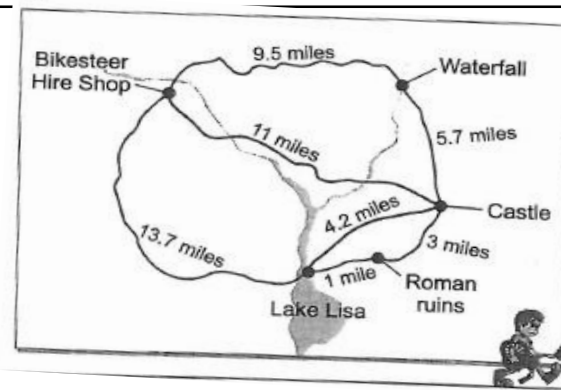 9.5 miles
Bikesteer
Hire Shop
Waterfall
5.7 miles
11 miles
4.2 miles
Castle
13.7 miles
3 miles
1 mile
Roman
ruins
Lake Lisa